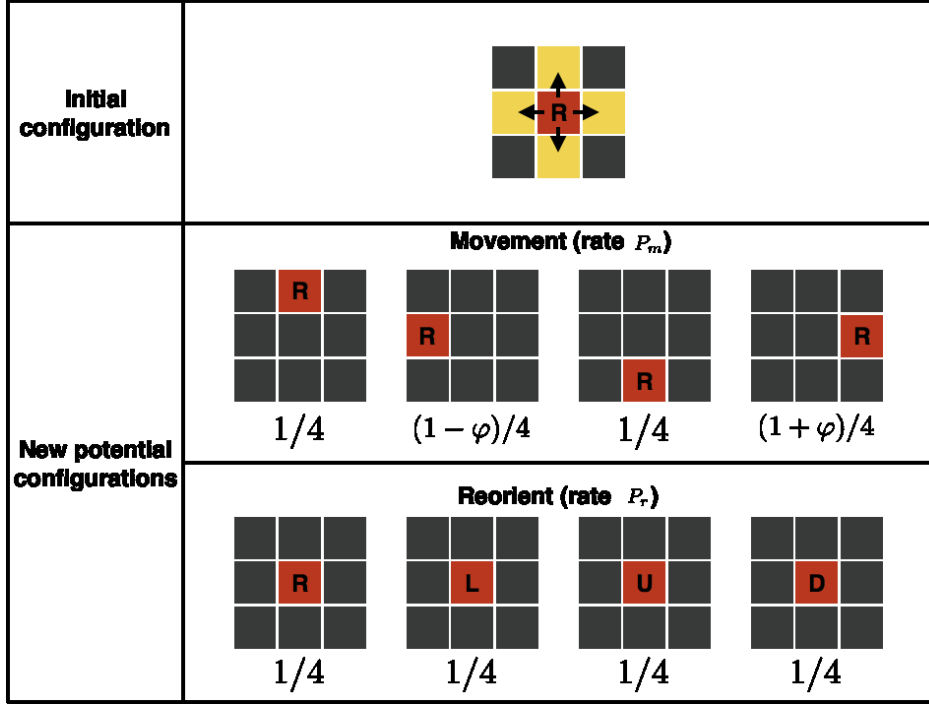 Initial
configuration
R
New potential
configurations
Movement (rate P_m)
R R R R
1/4 (1 − φ)/4 1/4 (1 + φ)/4
Reorient (rate P_r)
R L U D
1/4 1/4 1/4 1/4